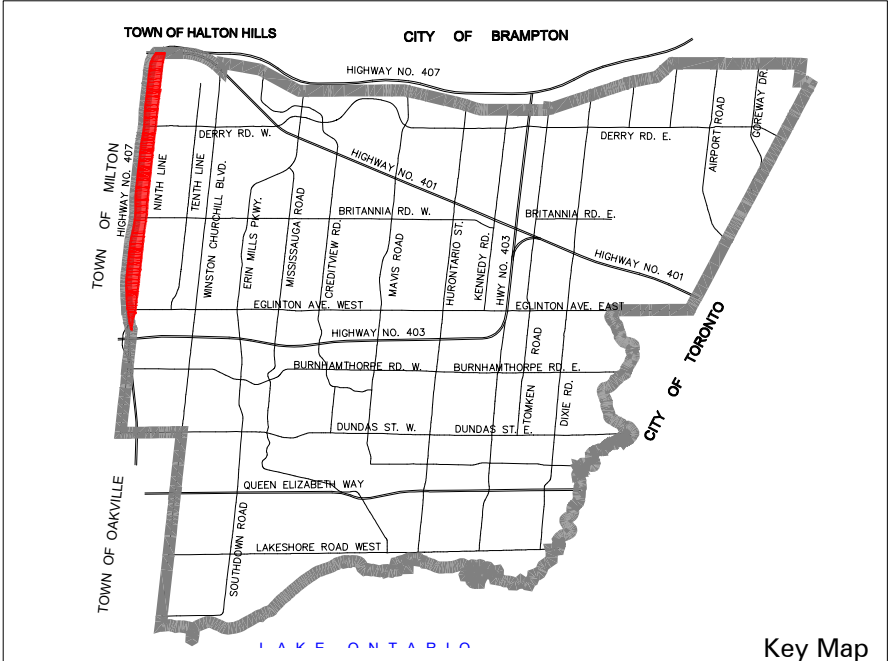 TOWN OF HALTON HILLS
CITY OF BRAMPTON
HIGHWAY NO. 407
DERRY RD. W.
DERRY RD. E.
GOREWAY DR.
AIRPORT ROAD
TOWN OF MILTON
HIGHWAY NO. 407
NINTH LINE
TENTH LINE
WINSTON CHURCHILL BLVD.
ERIN MILLS PKWY.
MISSISSAUGA ROAD
CREDITVIEW RD.
MAVIS ROAD
HURONTARIO ST.
KENNEDY RD.
HWY NO. 403
HIGHWAY NO. 401
BRITANNIA RD. W.
BRITANNIA RD. E.
HIGHWAY NO. 401
EGLINTON AVE. WEST
EGLINTON AVE. EAST
HIGHWAY NO. 403
CITY OF TORONTO
TOMKEN ROAD
DIXIE RD.
BURNHAMTHORPE RD. W.
BURNHAMTHORPE RD. E.
DUNDAS ST. W.
DUNDAS ST. E.
QUEEN ELIZABETH WAY
TOWN OF OAKVILLE
SOUTHDOWN ROAD
LAKESHORE ROAD WEST
LAKE ONTARIO
Key Map